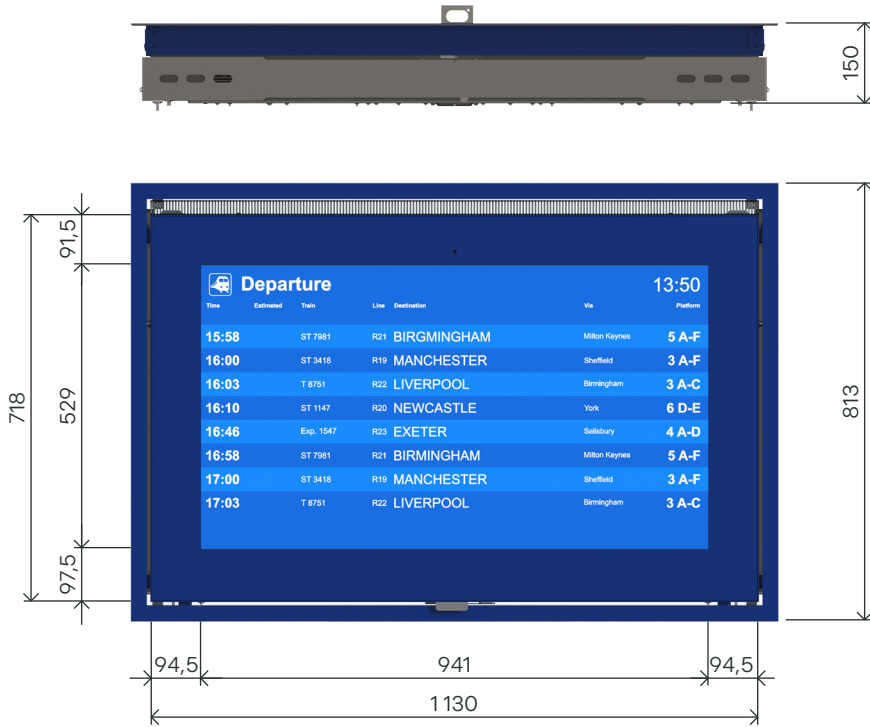 150
Departure 13:50
Time Estimated Train Line Destination Via Platform
15:58 ST 7981 R21 BIRGMINGHAM Milton Keynes 5 A-F
16:00 ST 3418 R19 MANCHESTER Sheffield 3 A-F
16:03 T 8751 R22 LIVERPOOL Birmingham 3 A-C
16:10 ST 1147 R20 NEWCASTLE York 6 D-E
16:46 Exp. 1547 R23 EXETER Salisbury 4 A-D
16:58 ST 7981 R21 BIRMINGHAM Milton Keynes 5 A-F
17:00 ST 3418 R19 MANCHESTER Sheffield 3 A-F
17:03 T 8751 R22 LIVERPOOL Birmingham 3 A-C
91,5
529
97,5
718
813
94,5 941 94,5
1130